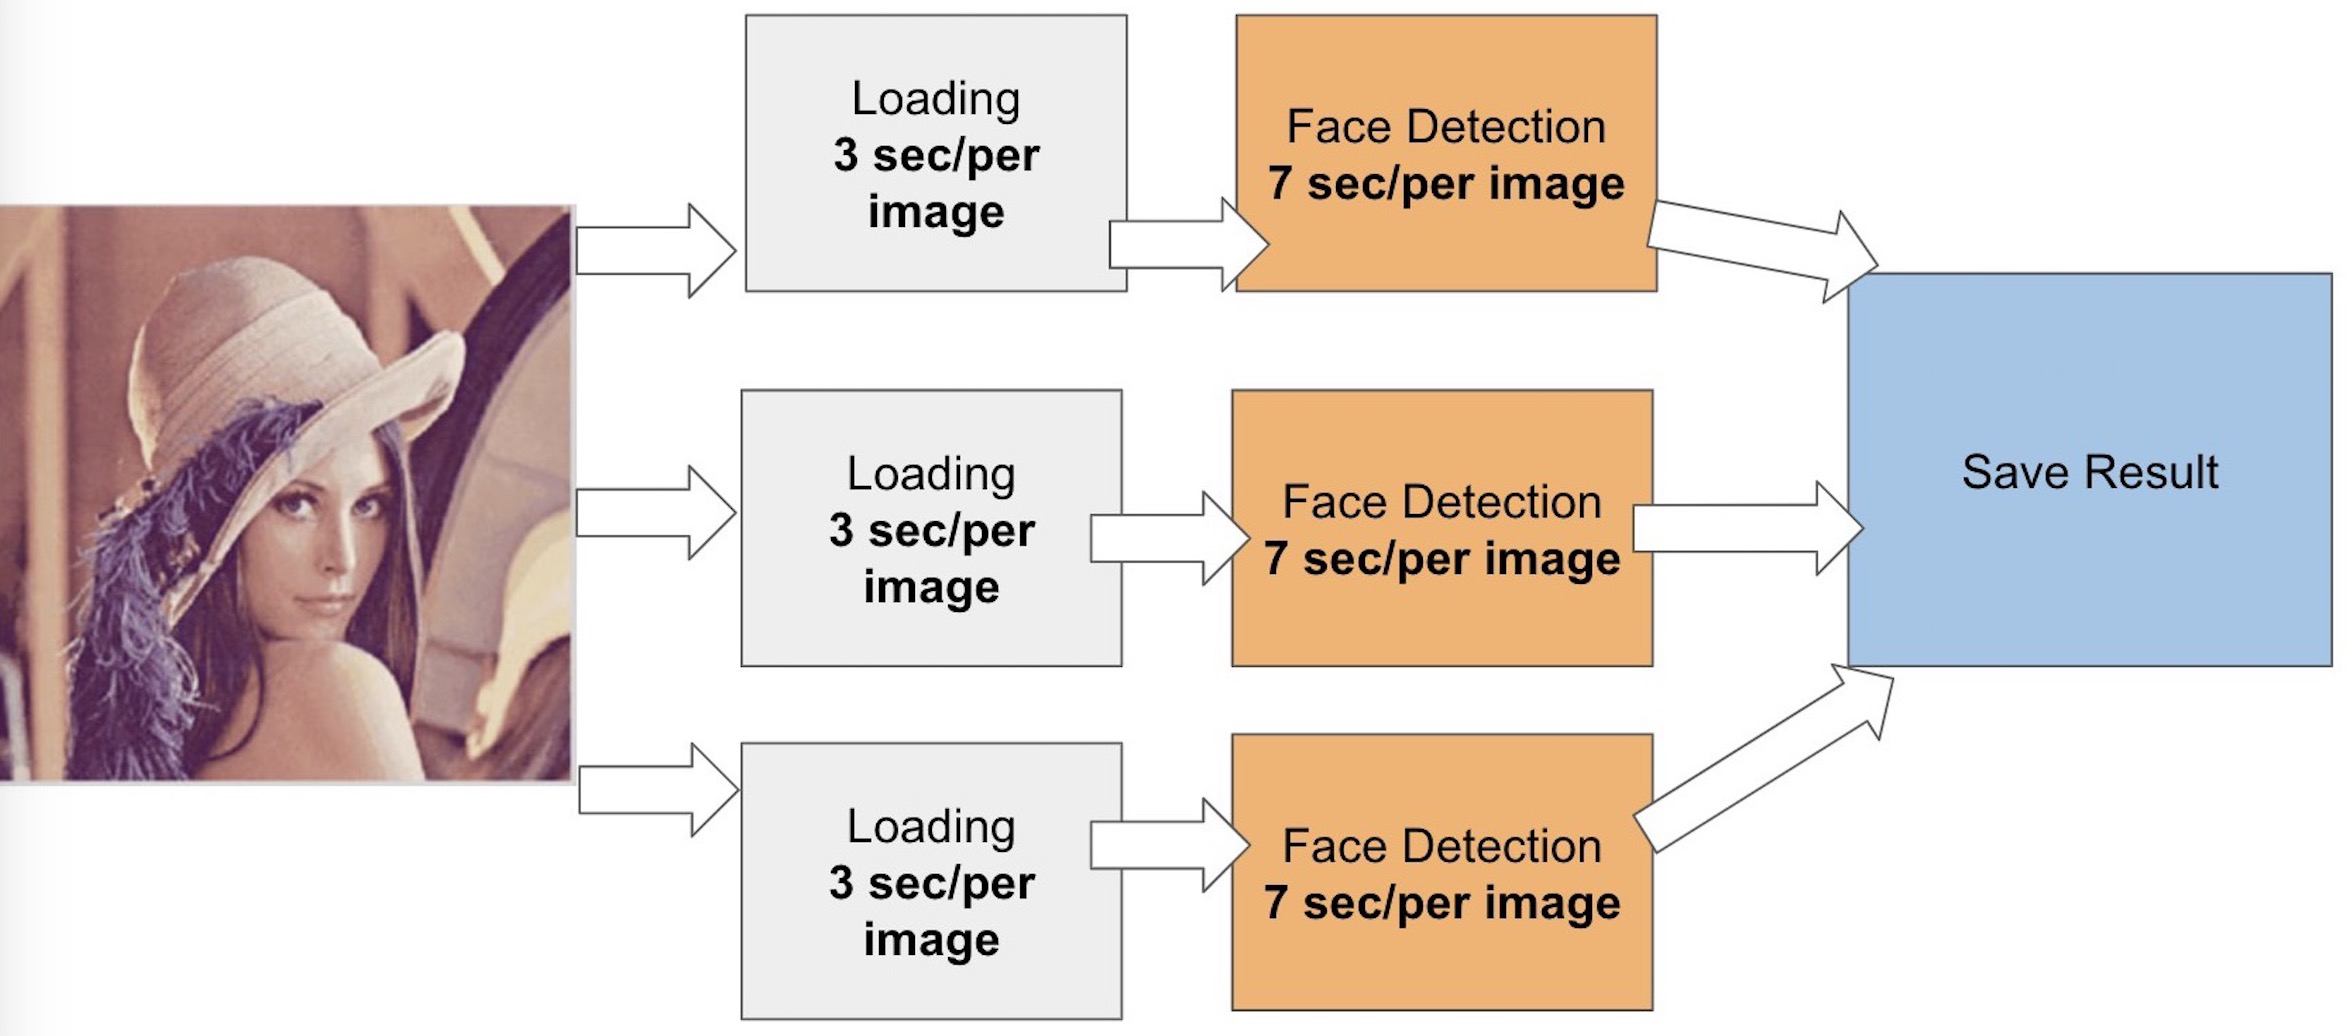 Loading
3 sec/per
image
Face Detection
7 sec/per image
Loading
3 sec/per
image
Face Detection
7 sec/per image
Save Result
Loading
3 sec/per
image
Face Detection
7 sec/per image